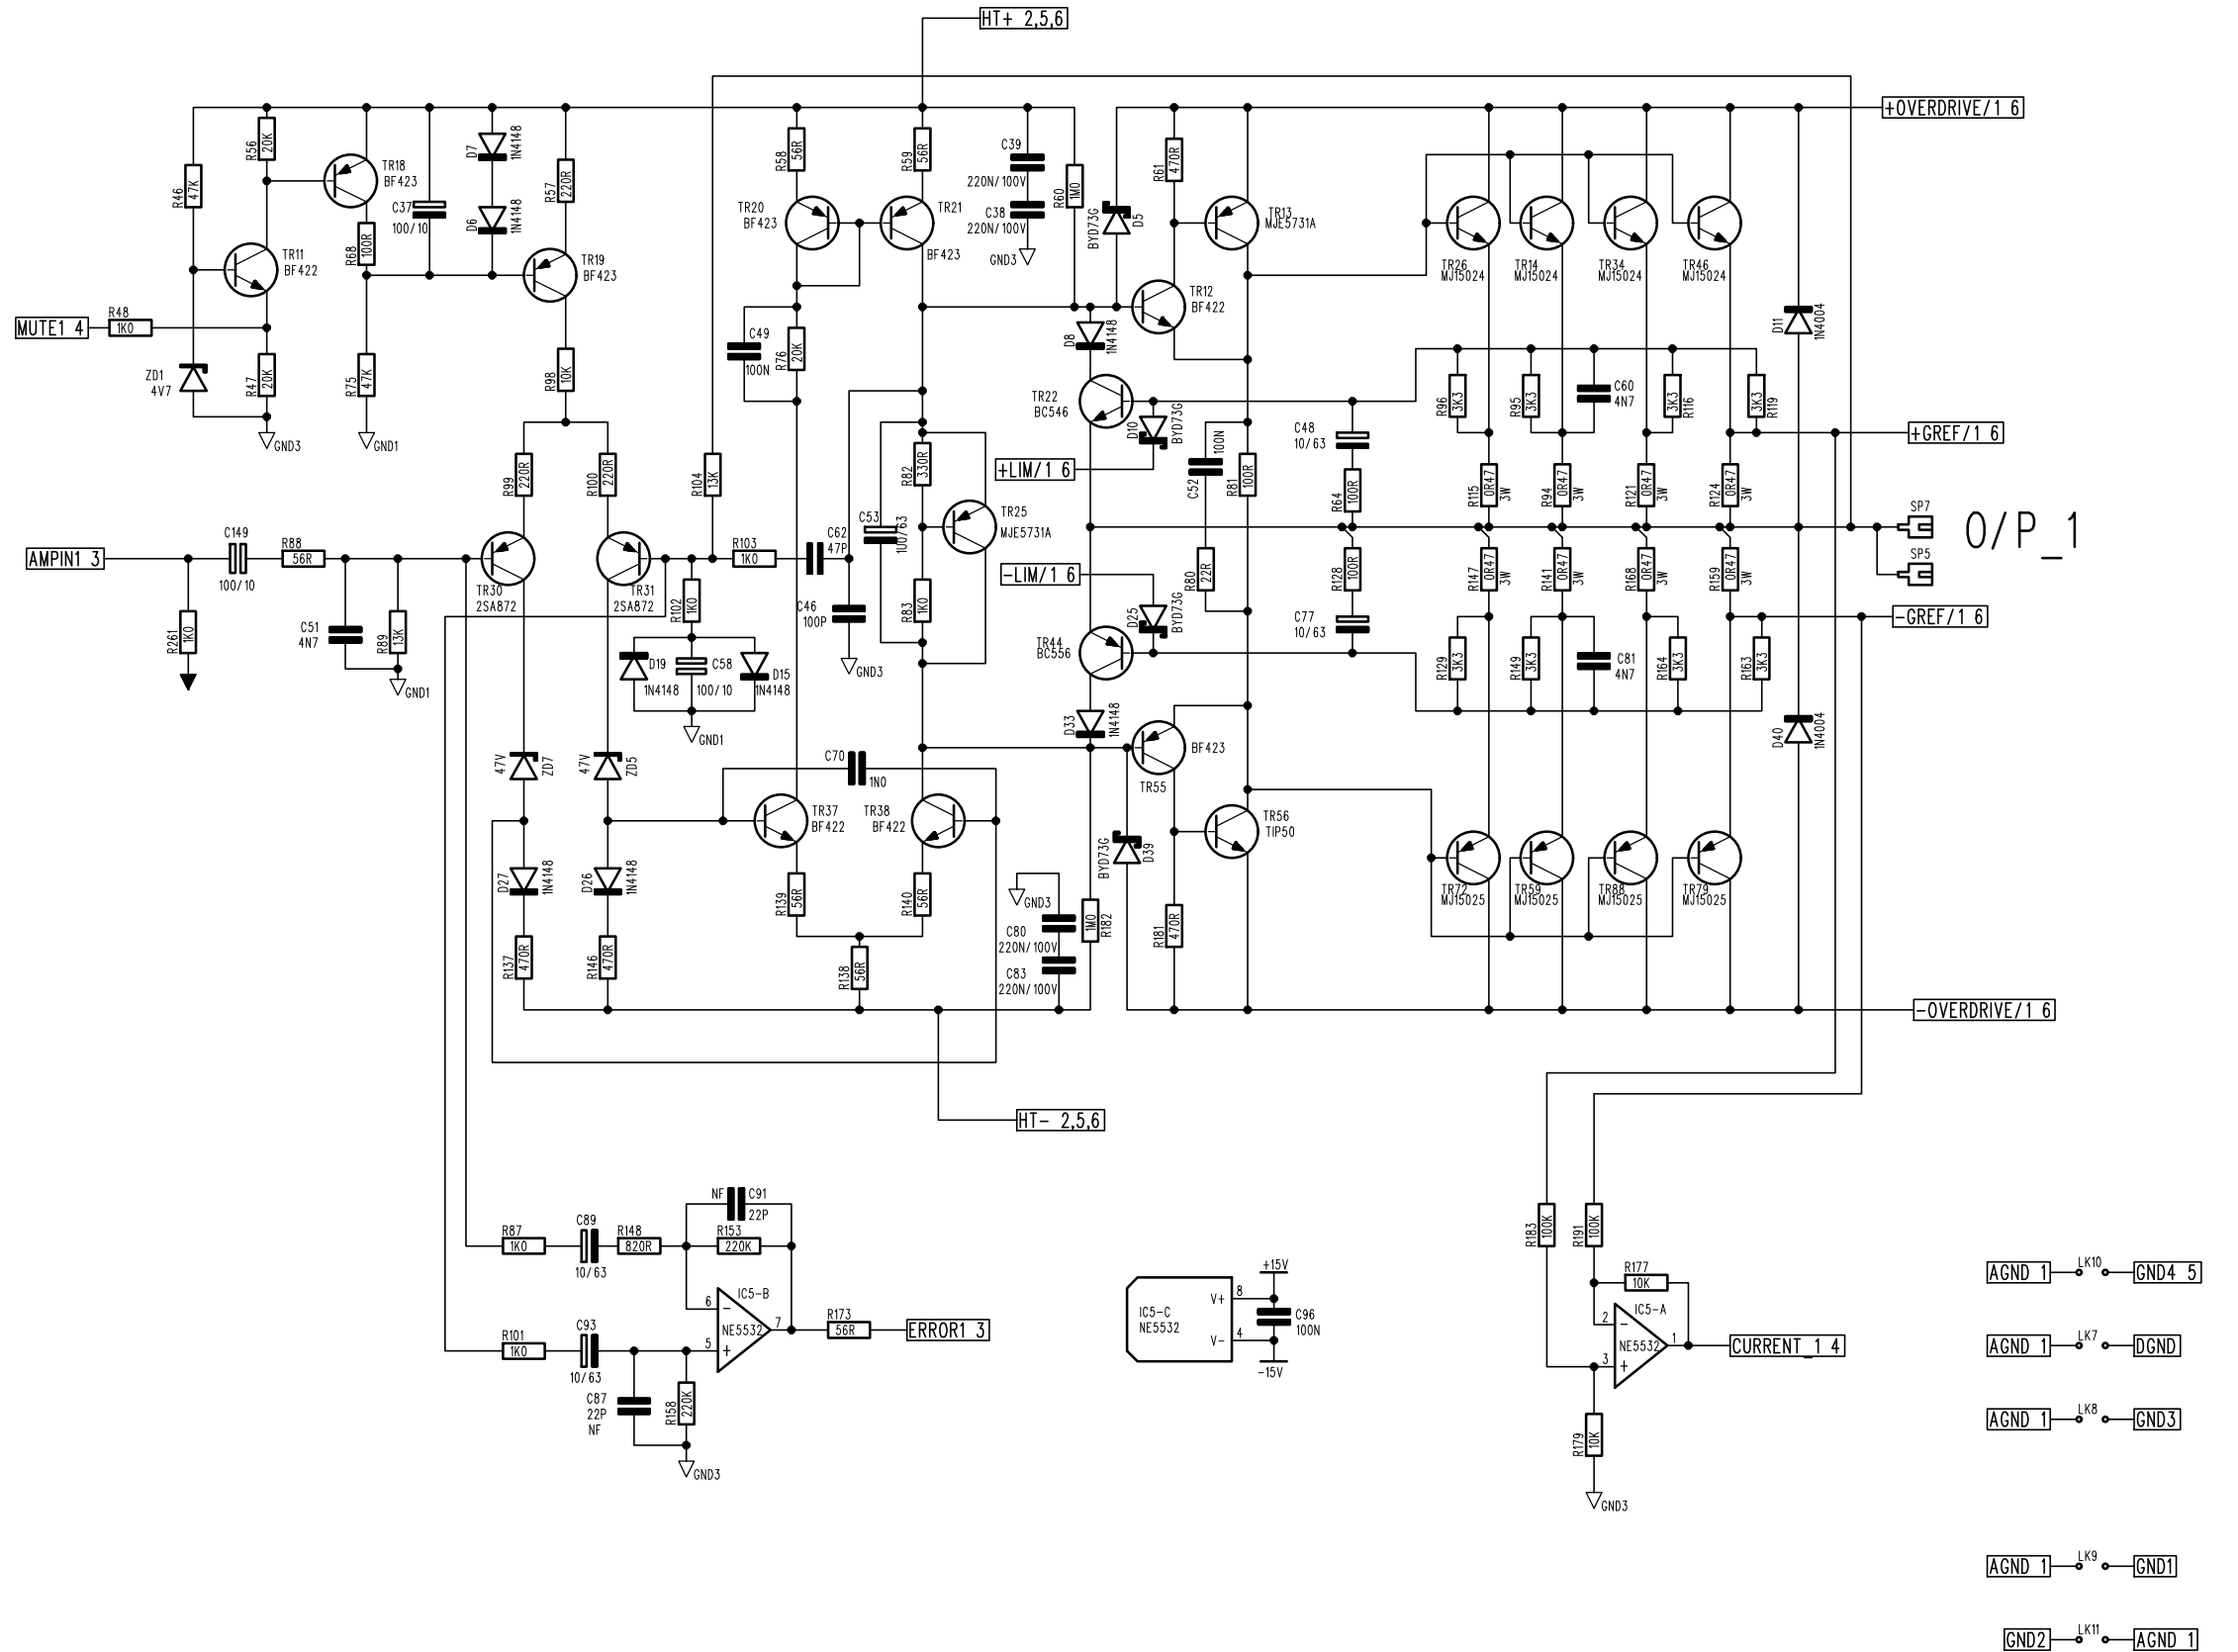 HT+ 2,5,6
+OVERDRIVE/1 6
R46
47K
R56
20K
TR18
BF423
R68
100R
C37
100/10
D7
1N4148
D6
1N4148
R57
220R
TR19
BF423
TR11
BF422
MUTE1 4
R48
1K0
ZD1
4V7
R47
20K
GND3
R75
47K
GND1
R98
10K
R58
56R
R59
56R
TR20
BF423
TR21
BF423
C39
220N/100V
C38
220N/100V
GND3
R60
1M0
BYD73G
D5
R61
470R
TR13
MJE5731A
TR12
BF422
TR26
MJ15024
TR14
MJ15024
TR34
MJ15024
TR46
MJ15024
D11
1N4004
C49
100N
R76
20K
D8
1N4148
TR22
BC546
D10
BYD73G
+LIM/1 6
C52
100N
R81
100R
C48
10/63
R64
100R
R96
3K3
R95
3K3
C60
4N7
3K3
R116
3K3
R119
+GREF/1 6
R99
220R
R100
220R
R104
13K
R82
330R
C53
100/63
TR25
MJE5731A
R115
0R47
3W
R94
0R47
3W
R121
0R47
3W
R124
0R47
3W
SP7
SP5
O/P_1
AMPIN1 3
C149
100/10
R88
56R
R261
1K0
C51
4N7
R89
13K
GND1
TR30
2SA872
TR31
2SA872
R102
1K0
R103
1K0
C62
47P
C46
100P
GND3
R83
1K0
-LIM/1 6
D25
BYD73G
R80
22R
R128
100R
C77
10/63
R147
0R47
3W
R141
0R47
3W
R168
0R47
3W
R159
0R47
3W
-GREF/1 6
D19
1N4148
C58
100/10
D15
1N4148
GND1
TR44
BC556
R129
3K3
R149
3K3
C81
4N7
R164
3K3
R163
3K3
D33
1N4148
BF423
TR55
D40
1N4004
47V
ZD7
47V
ZD5
C70
1N0
TR37
BF422
TR38
BF422
BYD73G
D39
TR56
TIP50
TR72
MJ15025
TR59
MJ15025
TR88
MJ15025
TR79
MJ15025
D27
1N4148
D26
1N4148
R139
56R
R140
56R
GND3
C80
220N/100V
C83
220N/100V
1M0
R182
R181
470R
R137
470R
R146
470R
R138
56R
-OVERDRIVE/1 6
HT- 2,5,6
NF
C91
22P
R87
1K0
C89
10/63
R148
820R
R153
220K
IC5-B
6
-
NE5532
7
5
+
R173
56R
ERROR1 3
R101
1K0
C93
10/63
C87
22P
NF
R158
220K
GND3
+15V
IC5-C
NE5532
V+
8
V-
4
C96
100N
-15V
R183
100K
R191
100K
R177
10K
IC5-A
2
-
NE5532
1
3
+
CURRENT_1 4
R179
10K
GND3
AGND 1
LK10
GND4 5
AGND 1
LK7
DGND
AGND 1
LK8
GND3
AGND 1
LK9
GND1
GND2
LK11
AGND 1